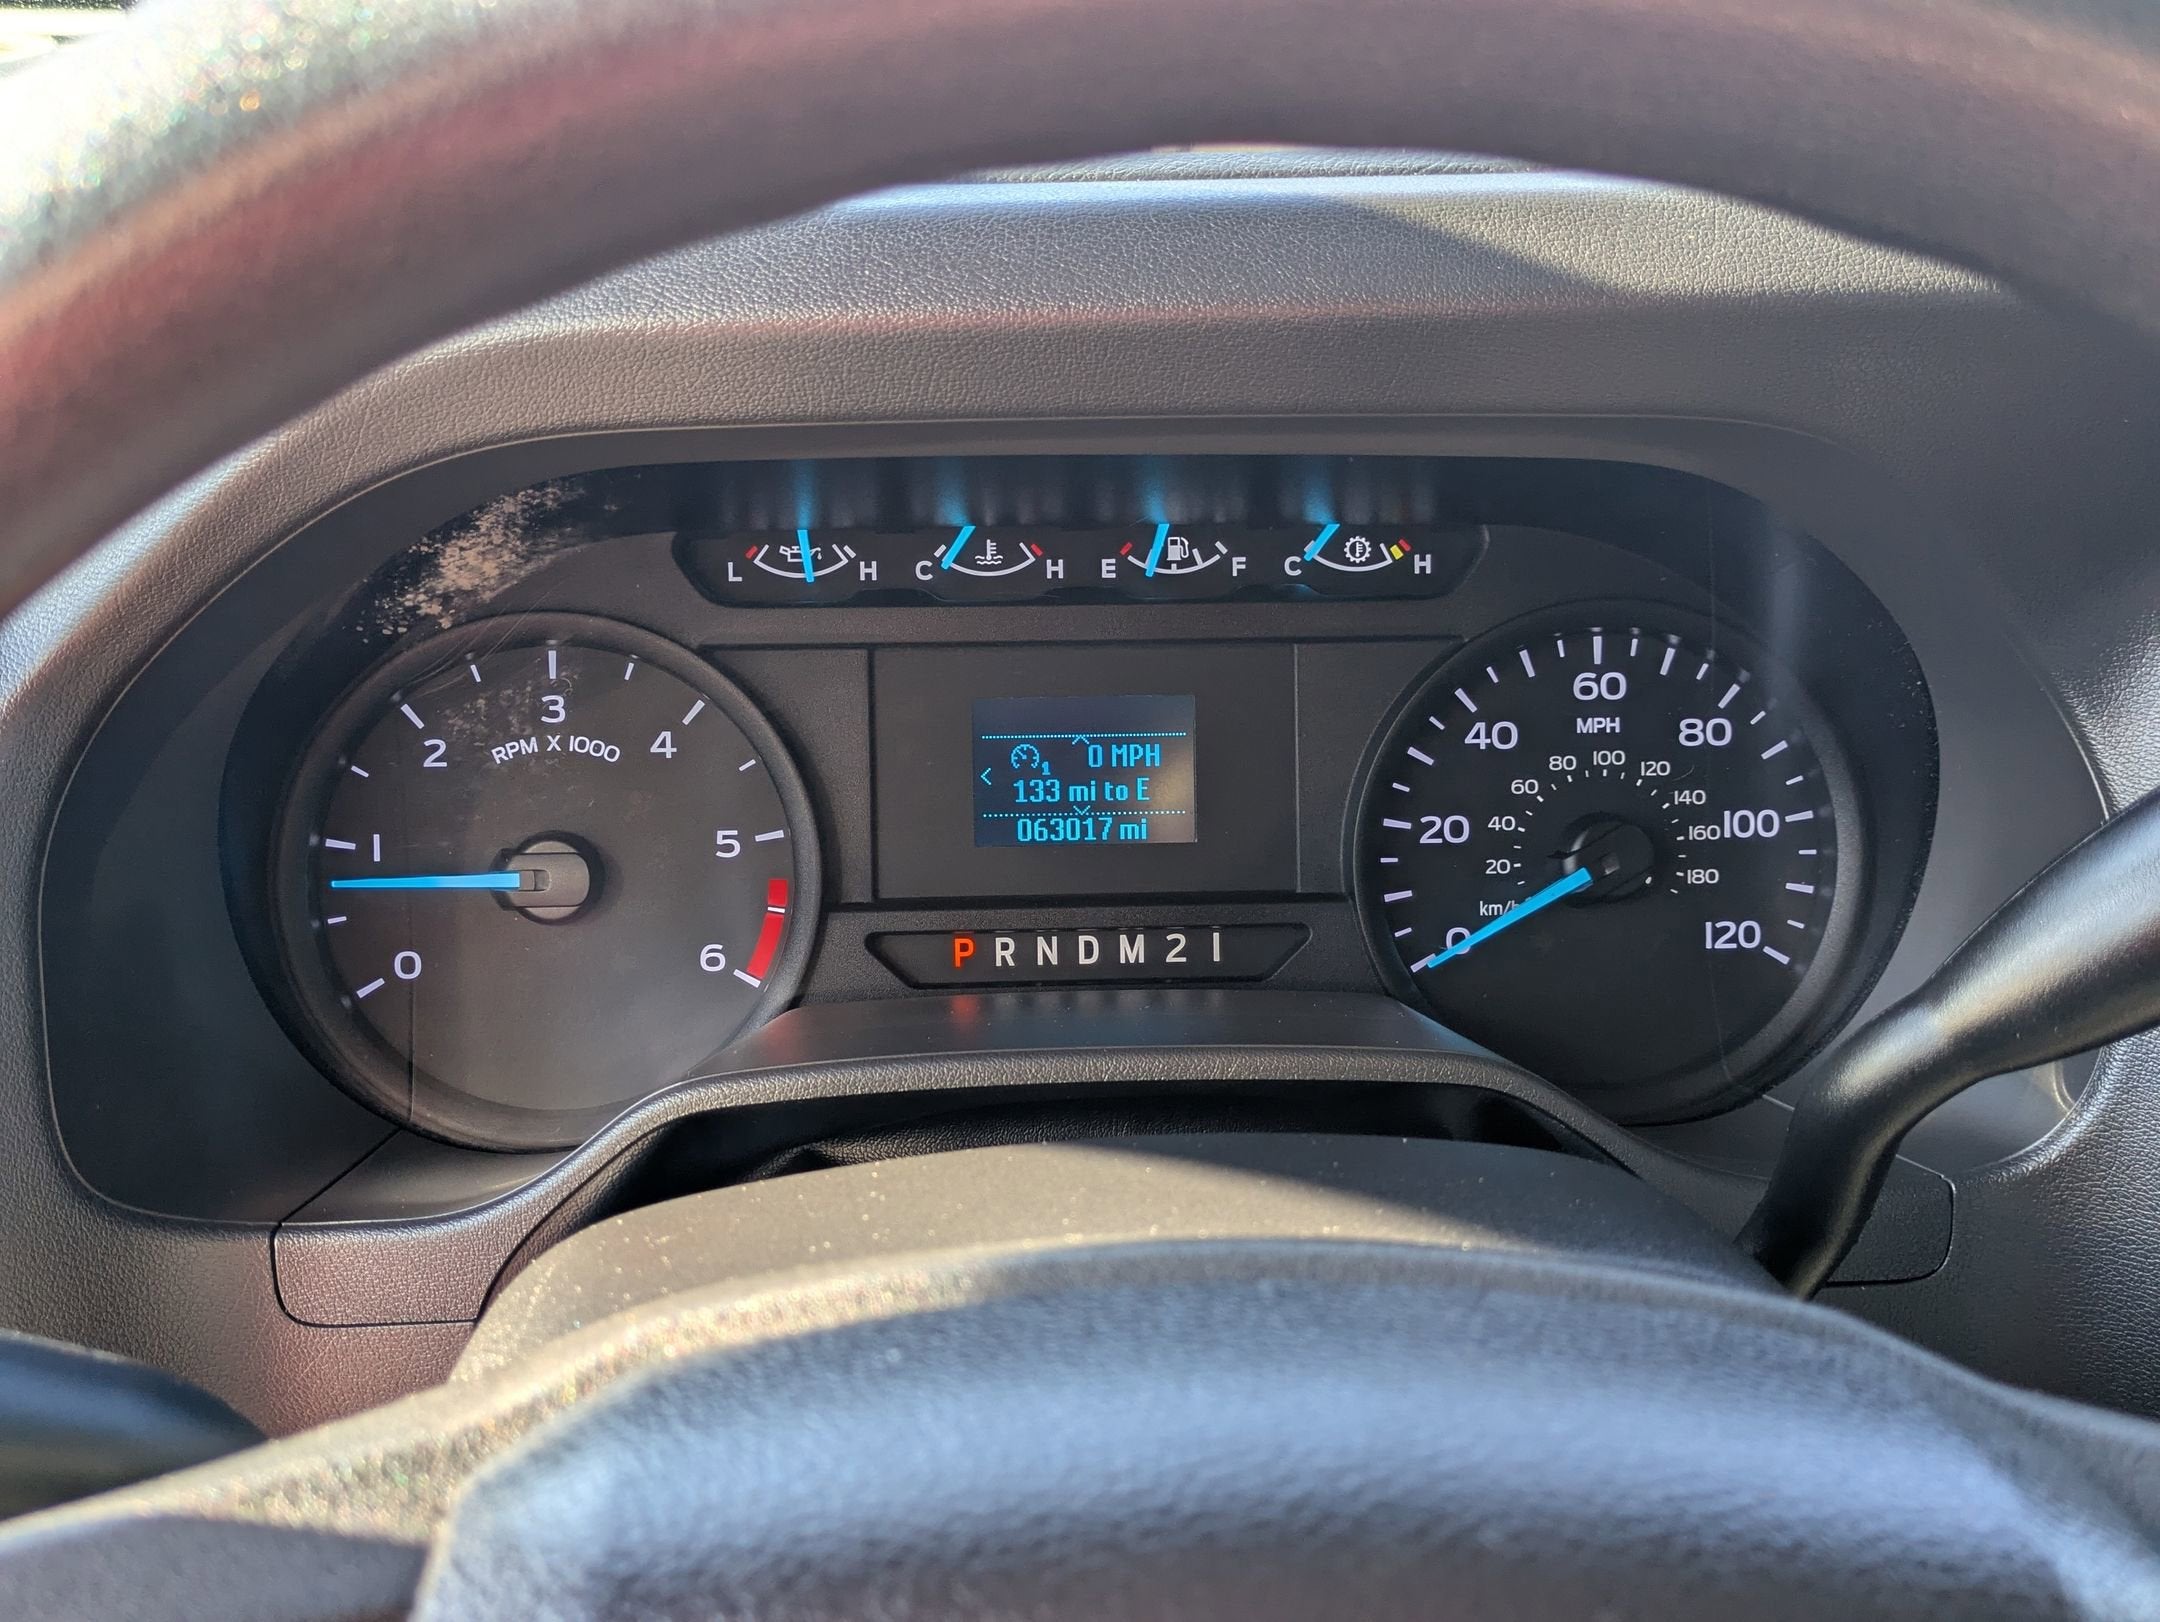 L H C H E F C H
0 1 2 3 4 5 6
RPM X 1000
0 MPH
1
133 mi to E
063017 mi
P R N D M 2 1
0 20 40 60 80 100 120
MPH
20 40 60 80 100 120 140 160 180